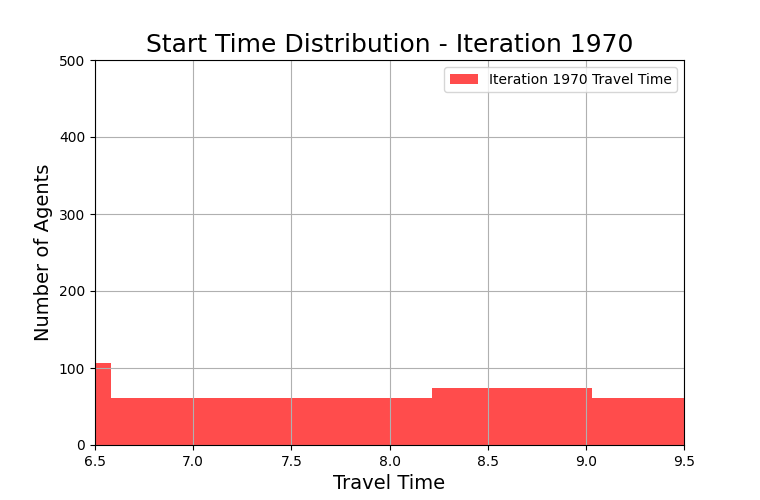 Start Time Distribution - Iteration 1970
500
Iteration 1970 Travel Time
400
300
200
100
0
Number of Agents
6.5 7.0 7.5 8.0 8.5 9.0 9.5
Travel Time